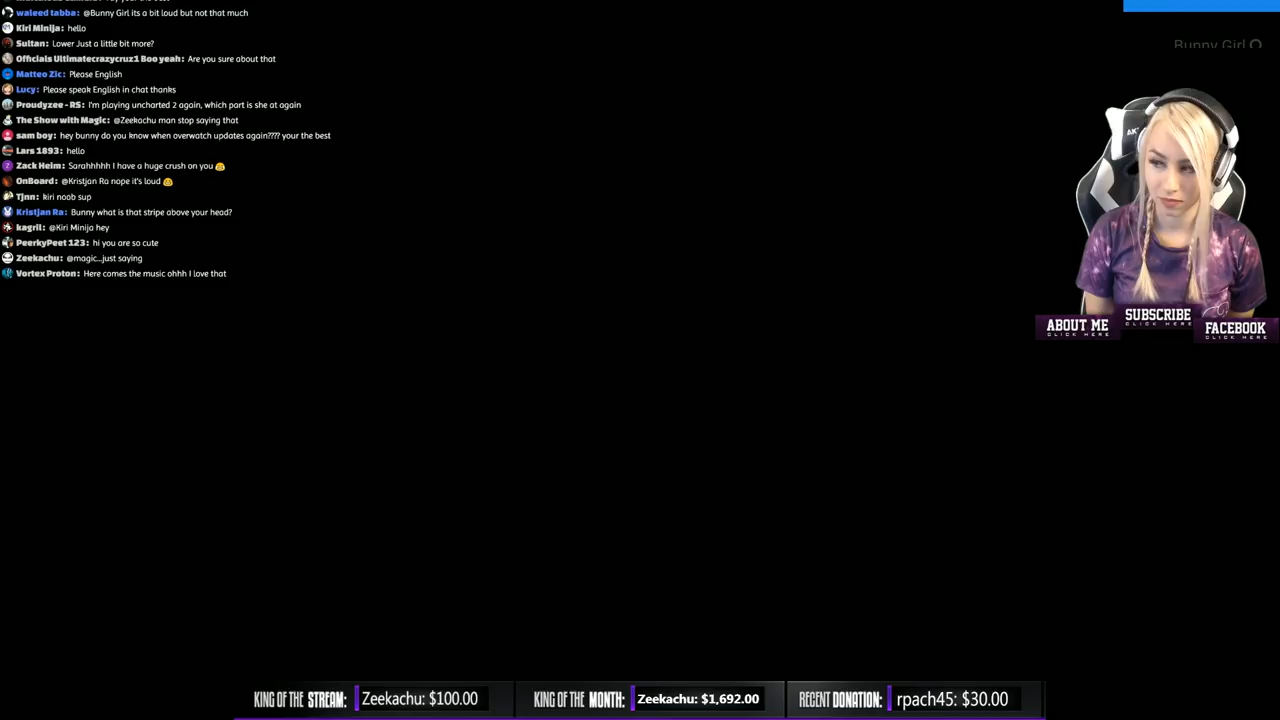 waleed tabba: @Bunny Girl its a bit loud but not that much
Kiri Minija: hello
Sultan: Lower Just a little bit more?
Officials Ultimatecrazycruz1 Boo yeah: Are you sure about that
Matteo Zic: Please English
Lucy: Please speak English in chat thanks
Proudyzee - RS: I'm playing uncharted 2 again, which part is she at again
The Show with Magic: @Zeekachu man stop saying that
sam boy: hey bunny do you know when overwatch updates again???? your the best
Lars 1893: hello
Zack Heim: Sarahhhhh I have a huge crush on you
OnBoard: @Kristjan Ra nope it's loud
Tjnn: kiri noob sup
Kristjan Ra: Bunny what is that stripe above your head?
kagril: @Kiri Minija hey
PeerkyPeet 123: hi you are so cute
Zeekachu: @magic...just saying
Vortex Proton: Here comes the music ohhh I love that
Bunny Girl
AK
ABOUT ME
CLICK HERE
SUBSCRIBE
CLICK HERE
FACEBOOK
CLICK HERE
KING OF THE STREAM: Zeekachu: $100.00
KING OF THE MONTH: Zeekachu: $1,692.00
RECENT DONATION: rpach45: $30.00